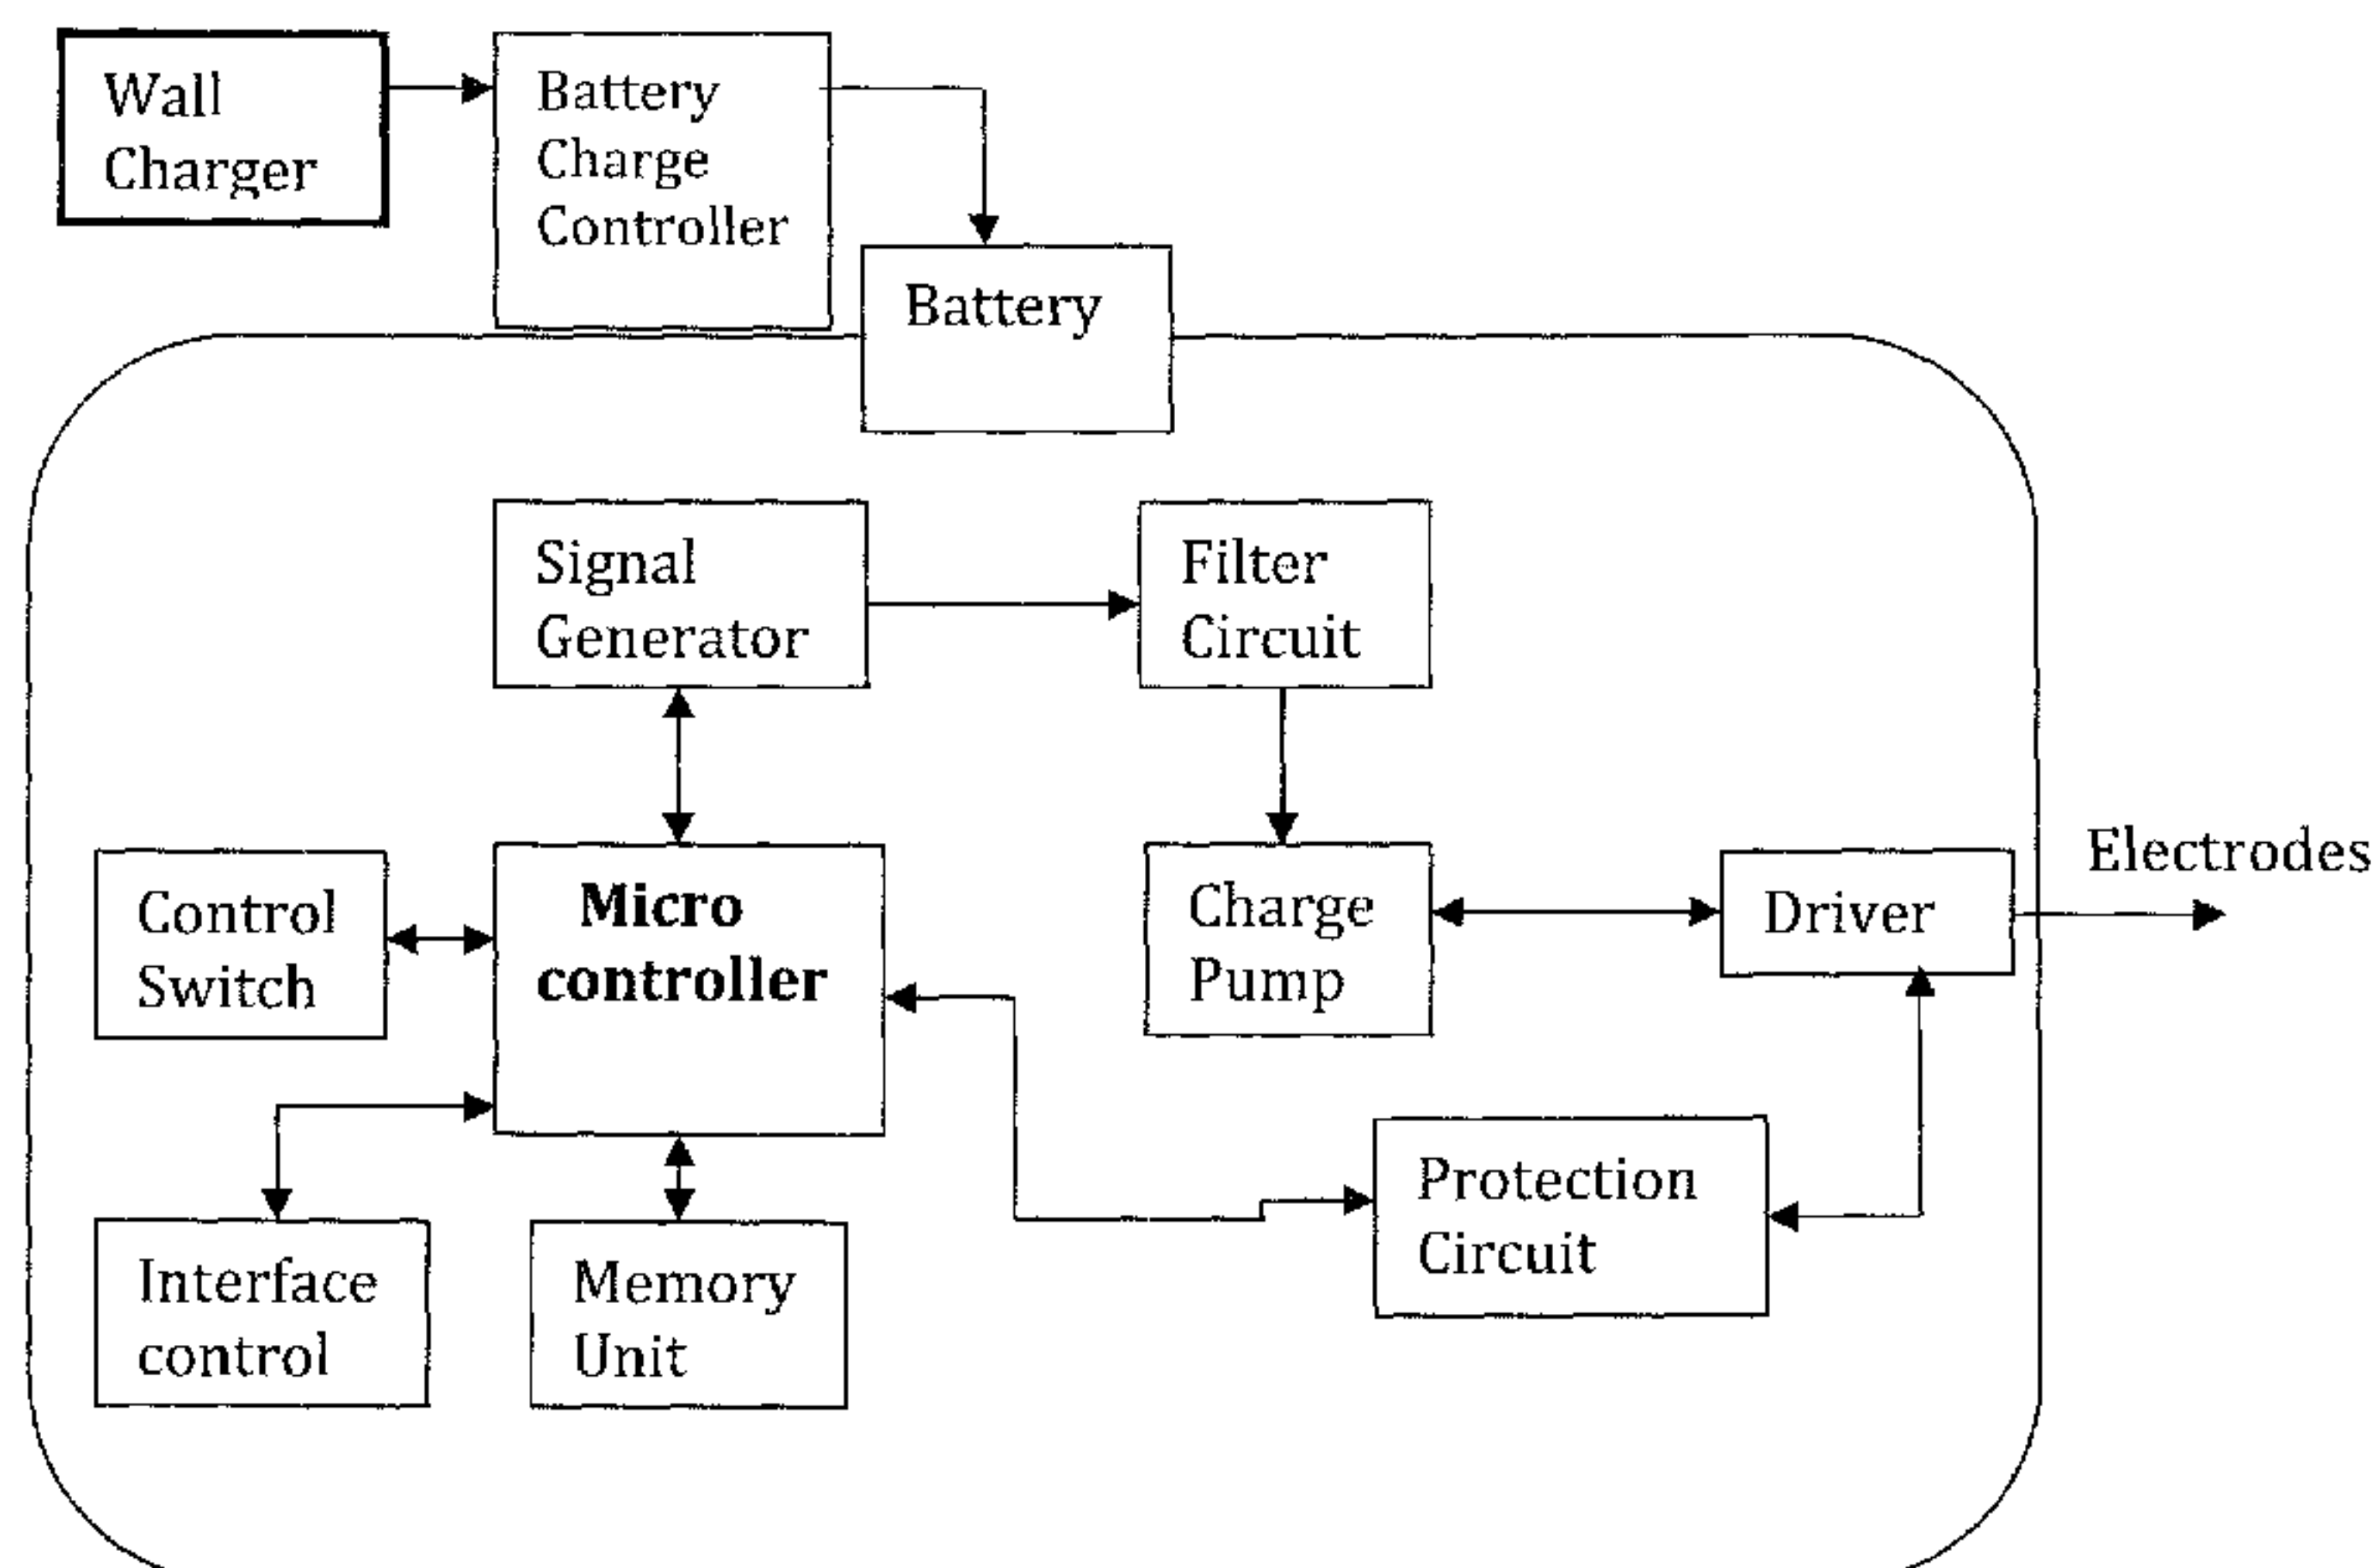 Wall
Charger
Battery
Charge
Controller
Battery
Signal
Generator
Filter
Circuit
Control
Switch
Micro
controller
Charge
Pump
Driver
Electrodes
Interface
control
Memory
Unit
Protection
Circuit